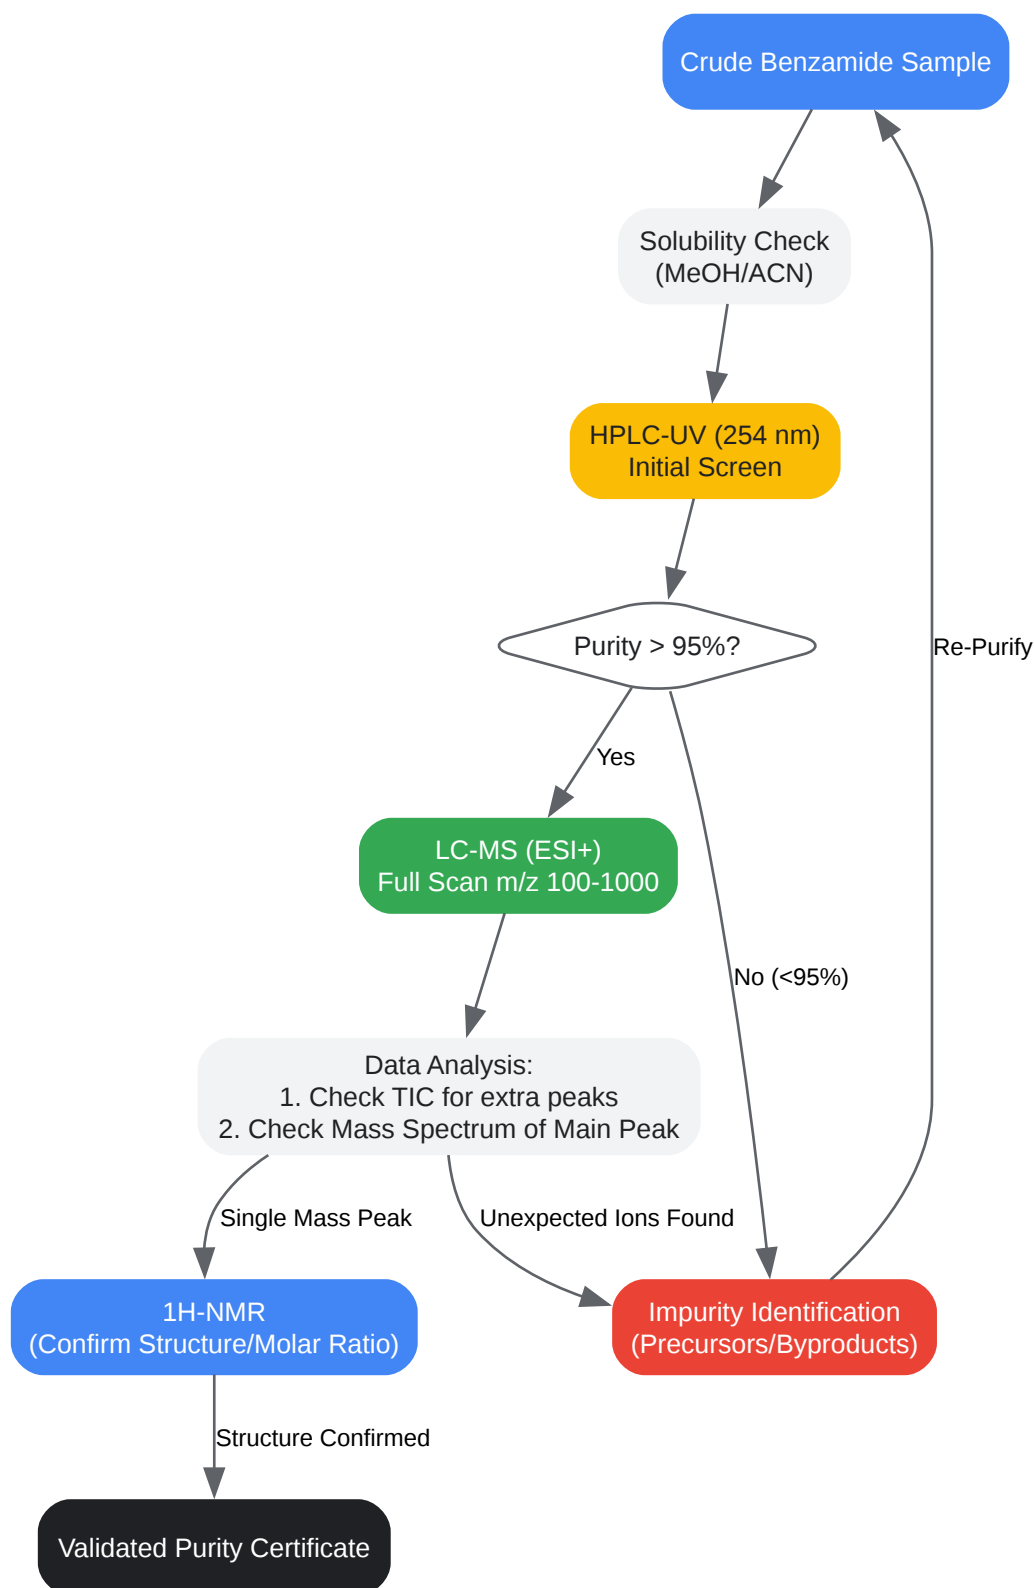 Crude Benzamide Sample
Solubility Check
(MeOH/ACN)
HPLC-UV (254 nm)
Initial Screen
Purity > 95%?
Re-Purify
Yes
LC-MS (ESI+)
Full Scan m/z 100-1000
No (<95%)
Data Analysis:
1. Check TIC for extra peaks
2. Check Mass Spectrum of Main Peak
Single Mass Peak
Unexpected Ions Found
1H-NMR
(Confirm Structure/Molar Ratio)
Impurity Identification
(Precursors/Byproducts)
Structure Confirmed
Validated Purity Certificate